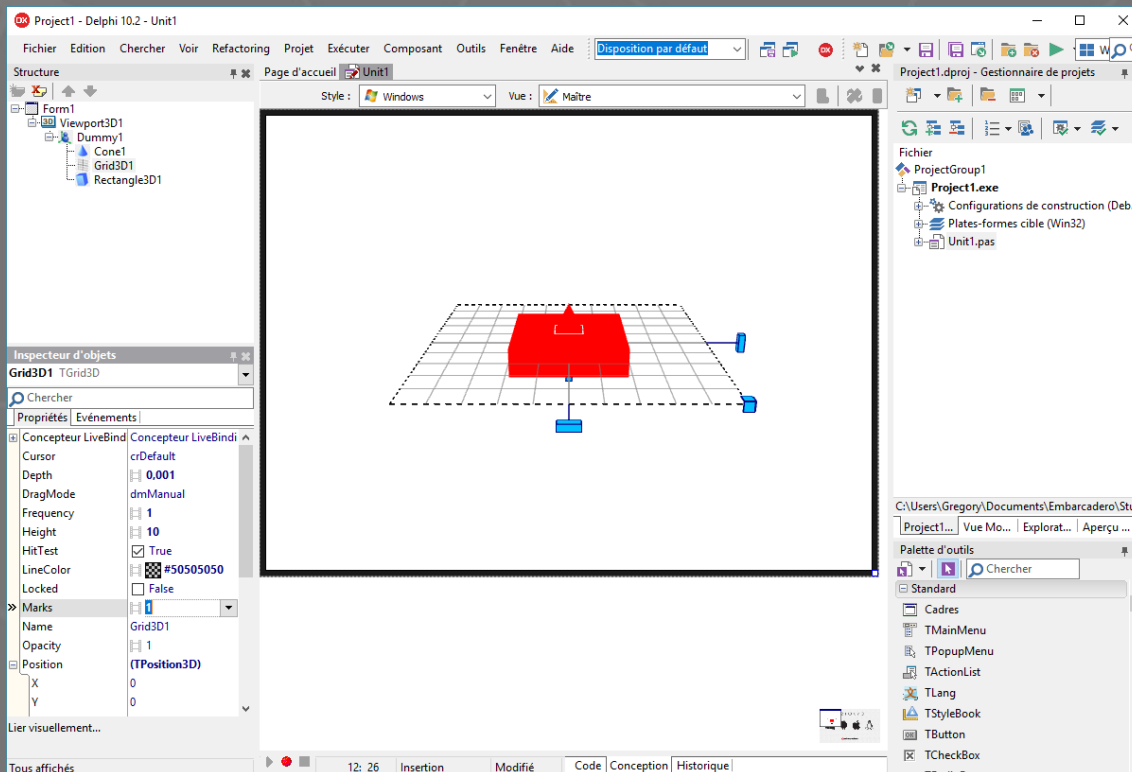 DX Project1 - Delphi 10.2 - Unit1
Fichier Edition Chercher Voir Refactoring Projet Exécuter Composant Outils Fenêtre Aide Disposition par défaut DX W
Structure
Form1
3D Viewport3D1
Dummy1
Cone1
Grid3D1
Rectangle3D1
Page d'accueil Unit1
Style : Windows Vue : Maître
Inspecteur d'objets
Grid3D1 TGrid3D
Chercher
Propriétés Evénements
Concepteur LiveBind Concepteur LiveBindi
Cursor crDefault
Depth 0,001
DragMode dmManual
Frequency 1
Height 10
HitTest True
LineColor #50505050
Locked False
Marks 1
Name Grid3D1
Opacity 1
Position (TPosition3D)
X 0
Y 0
Lier visuellement...
Tous affichés
12: 26 Insertion Modifié Code Conception Historique
Project1.dproj - Gestionnaire de projets
Fichier
ProjectGroup1
Project1.exe
Configurations de construction (Deb
Plates-formes cible (Win32)
Unit1.pas
C:\Users\Gregory\Documents\Embarcadero\Stu
Project1... Vue Mo... Explorat... Aperçu ...
Palette d'outils
Chercher
Standard
Cadres
TMainMenu
TPopupMenu
TActionList
TLang
TStyleBook
TButton
TCheckBox